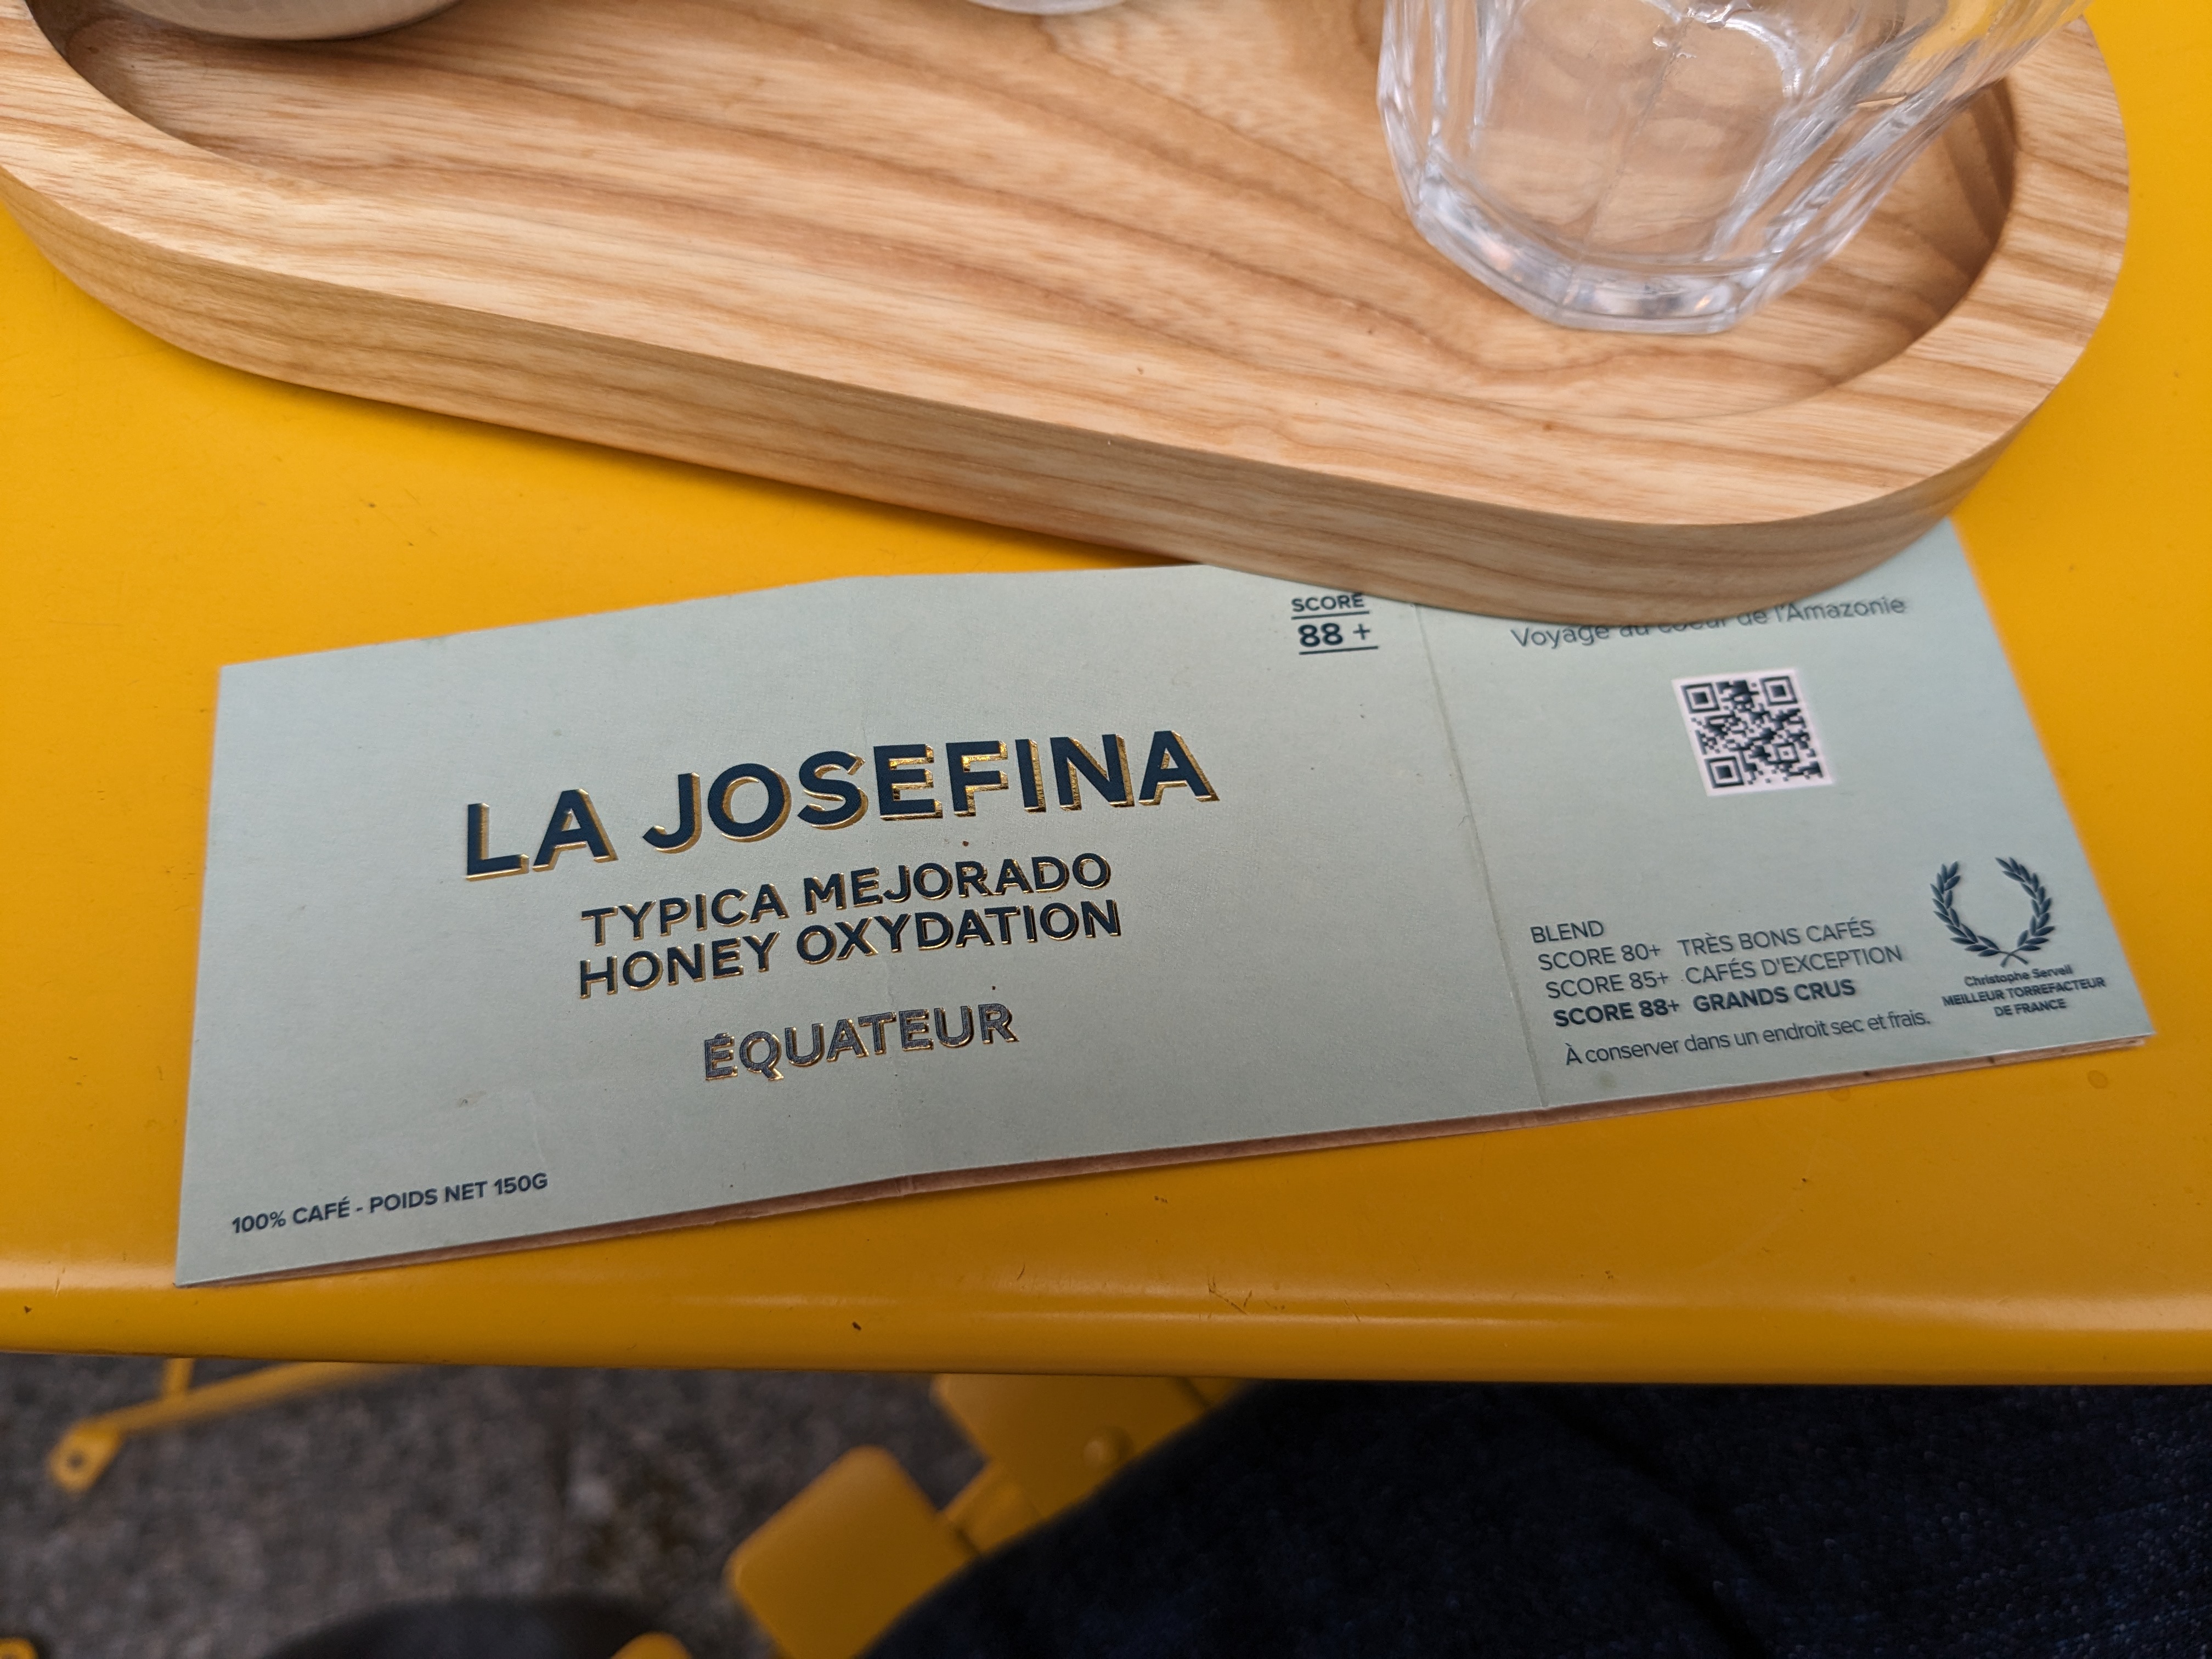 SCORE
88 +
LA JOSEFINA
TYPICA MEJORADO
HONEY OXYDATION
ÉQUATEUR
100% CAFÉ - POIDS NET 150G
Voyage au coeur de l'Amazonie
BLEND
SCORE 80+ TRÈS BONS CAFÉS
SCORE 85+ CAFÉS D'EXCEPTION
SCORE 88+ GRANDS CRUS
À conserver dans un endroit sec et frais.
Christophe Servell
MEILLEUR TORREFACTEUR
DE FRANCE